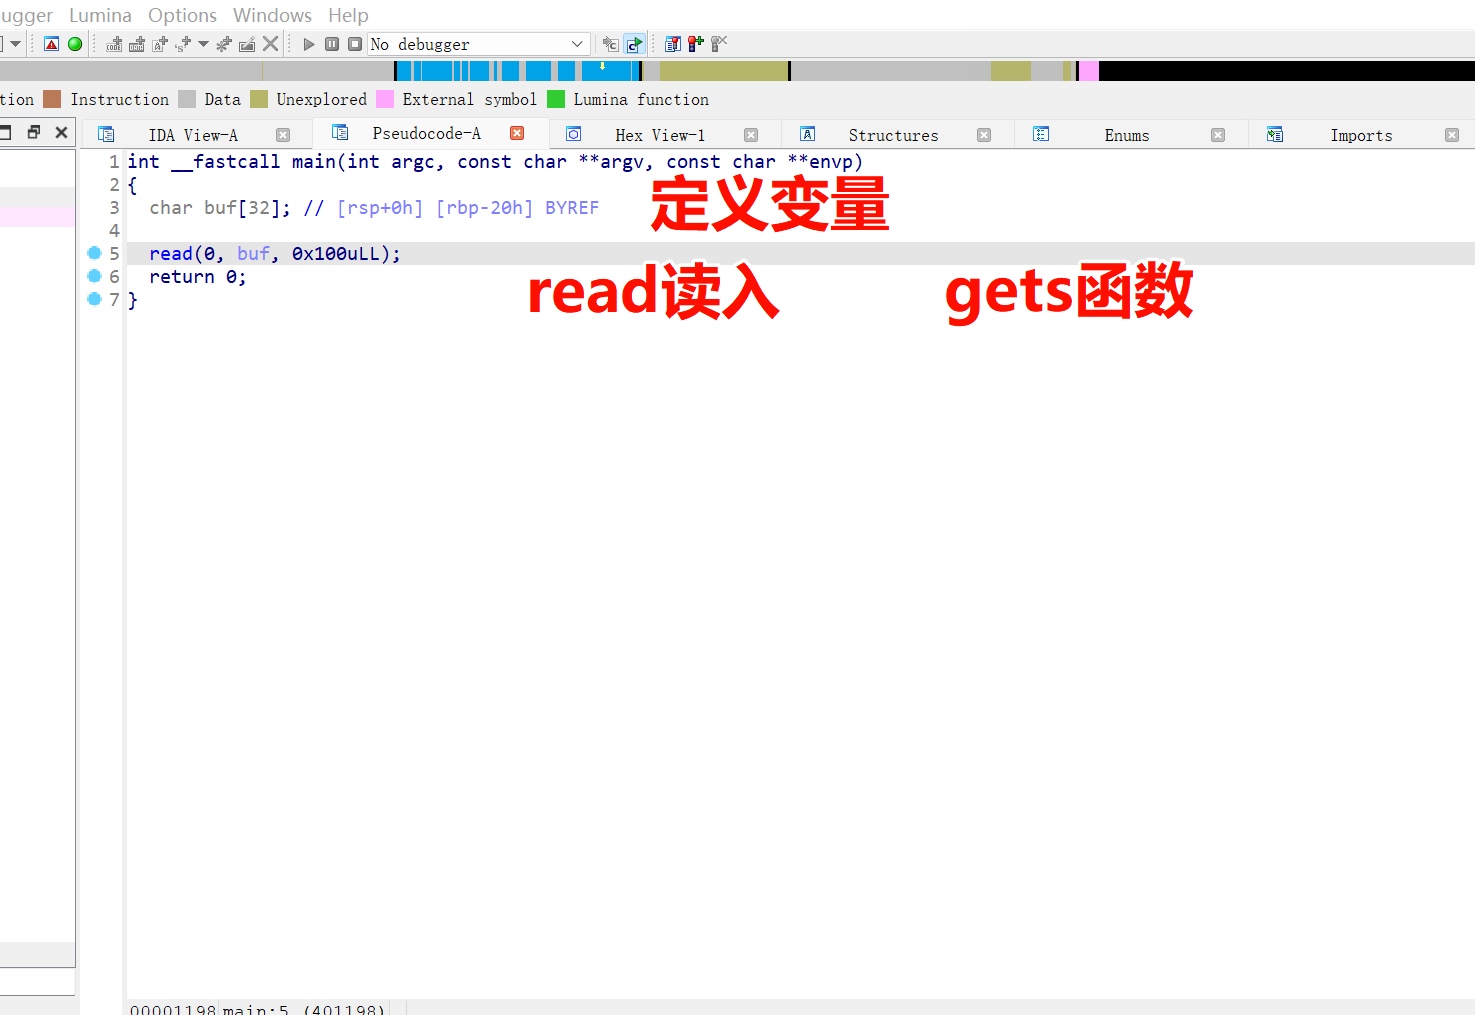 ugger Lumina Options Windows Help
No debugger
tion Instruction Data Unexplored External symbol Lumina function
IDA View-A Pseudocode-A Hex View-1 Structures Enums Imports
1 int __fastcall main(int argc, const char **argv, const char **envp)
2 {
3 char buf[32]; // [rsp+0h] [rbp-20h] BYREF
定义变量
4
5 read(0, buf, 0x100uLL);
6 return 0;
read读入 gets函数
7 }
00001198 main:5 (401198)